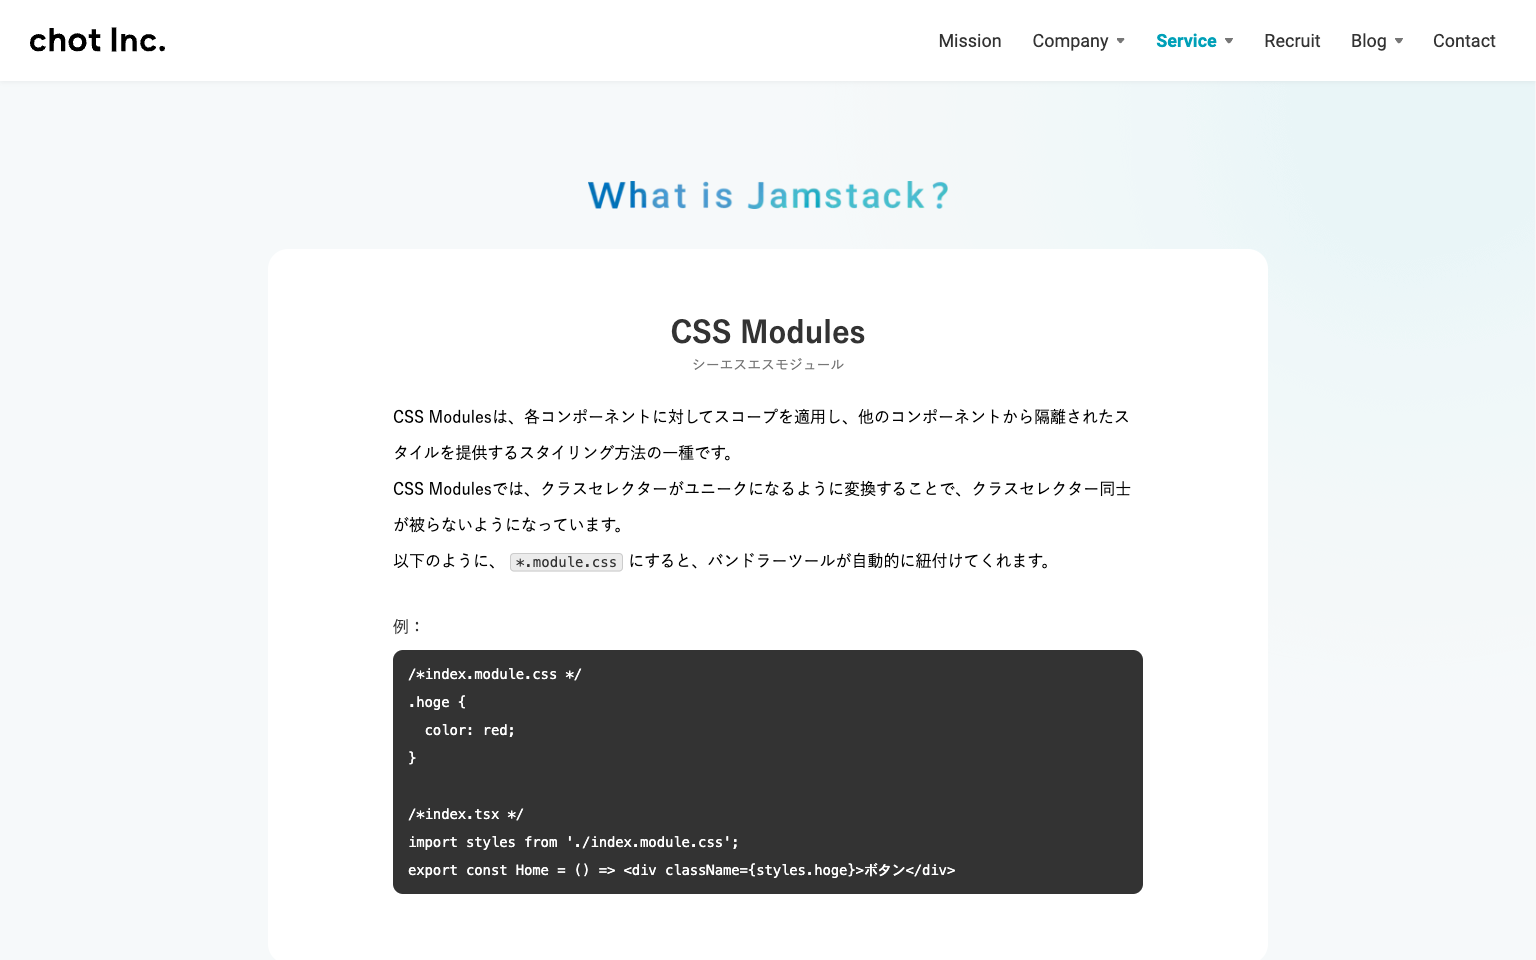 chot Inc.
Mission Company Service Recruit Blog Contact
What is Jamstack?
CSS Modules
シーエスエスモジュール
CSS Modulesは、各コンポーネントに対してスコープを適用し、他のコンポーネントから隔離されたス
タイルを提供するスタイリング方法の一種です。
CSS Modulesでは、クラスセレクターがユニークになるように変換することで、クラスセレクター同士
が被らないようになっています。
以下のように、 *.module.css にすると、バンドラーツールが自動的に紐付けてくれます。
例：
/*index.module.css */
.hoge {
  color: red;
}
/*index.tsx */
import styles from './index.module.css';
export const Home = () => <div className={styles.hoge}>ボタン</div>